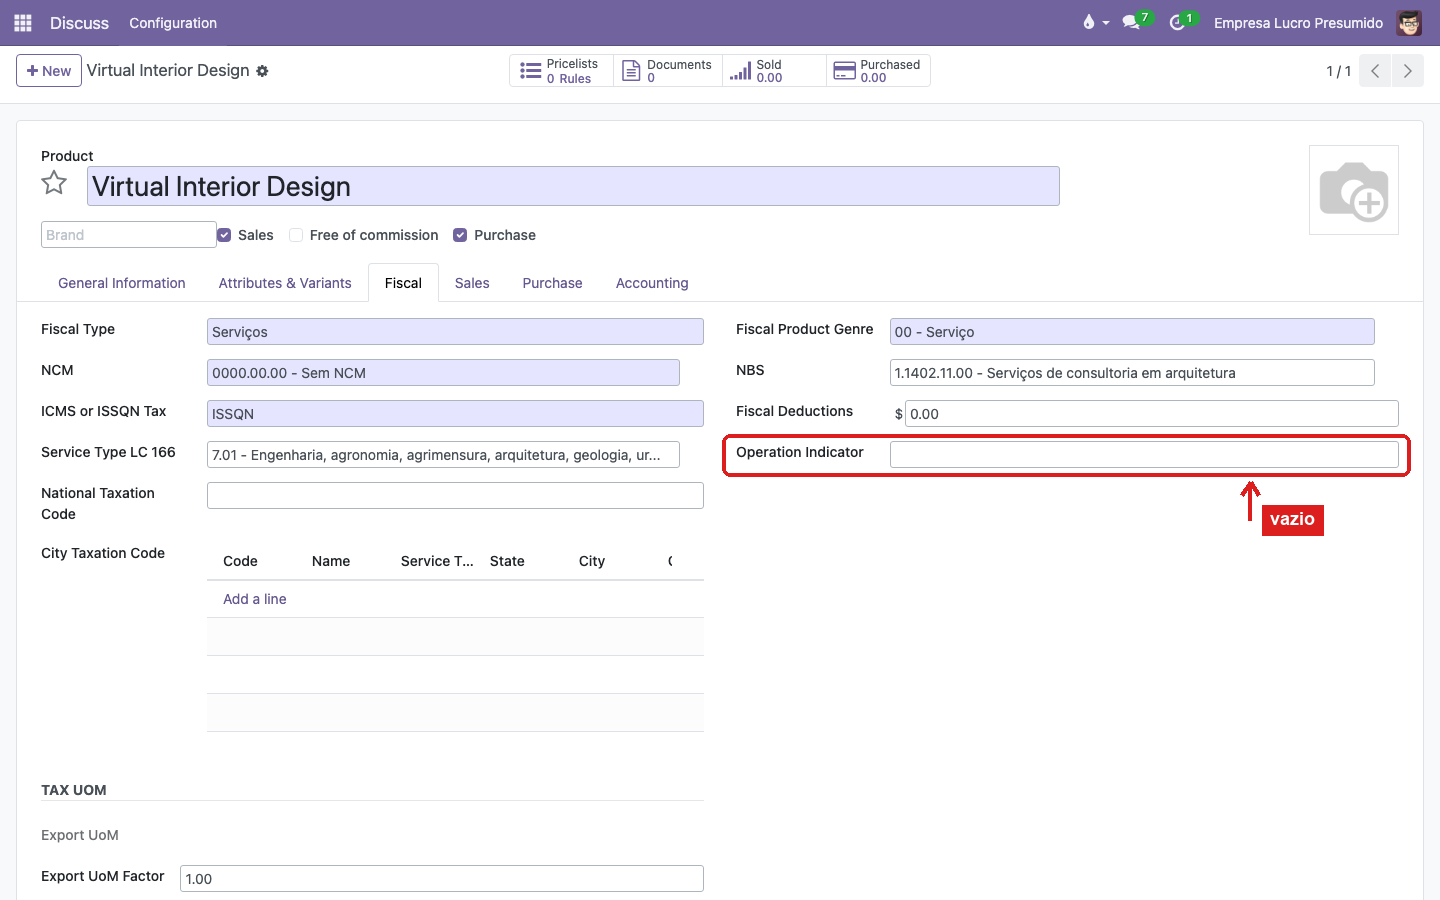 Discuss Configuration 7 1 Empresa Lucro Presumido
New Virtual Interior Design Pricelists 0 Rules Documents 0 Sold 0.00 Purchased 0.00 1 / 1
Product
Virtual Interior Design
Brand Sales Free of commission Purchase
General Information Attributes & Variants Fiscal Sales Purchase Accounting
Fiscal Type Serviços Fiscal Product Genre 00 - Serviço
NCM 0000.00.00 - Sem NCM NBS 1.1402.11.00 - Serviços de consultoria em arquitetura
ICMS or ISSQN Tax ISSQN Fiscal Deductions $ 0.00
Service Type LC 166 7.01 - Engenharia, agronomia, agrimensura, arquitetura, geologia, ur... Operation Indicator
National Taxation
Code
vazio
City Taxation Code Code Name Service T... State City
Add a line
TAX UOM
Export UoM
Export UoM Factor 1.00